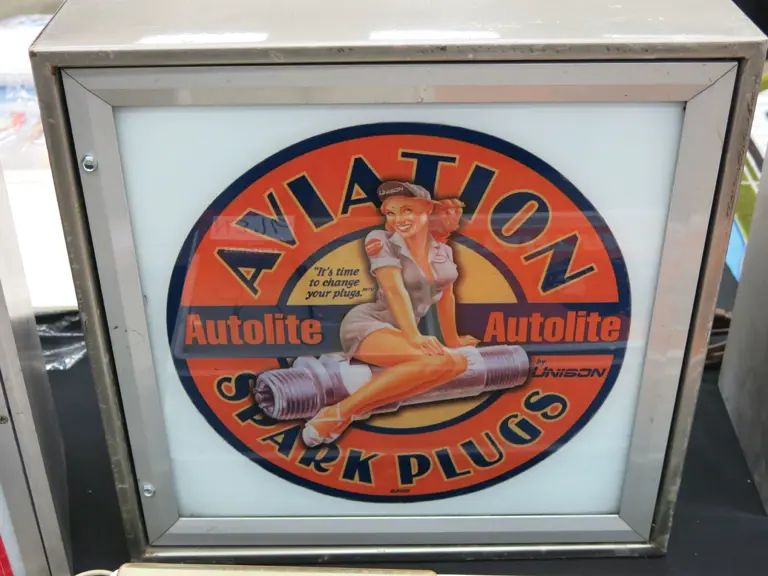 AVIATION
UNISON
"It's time
to change
your plugs."
Autolite Autolite
by
UNISON
SPARK PLUGS